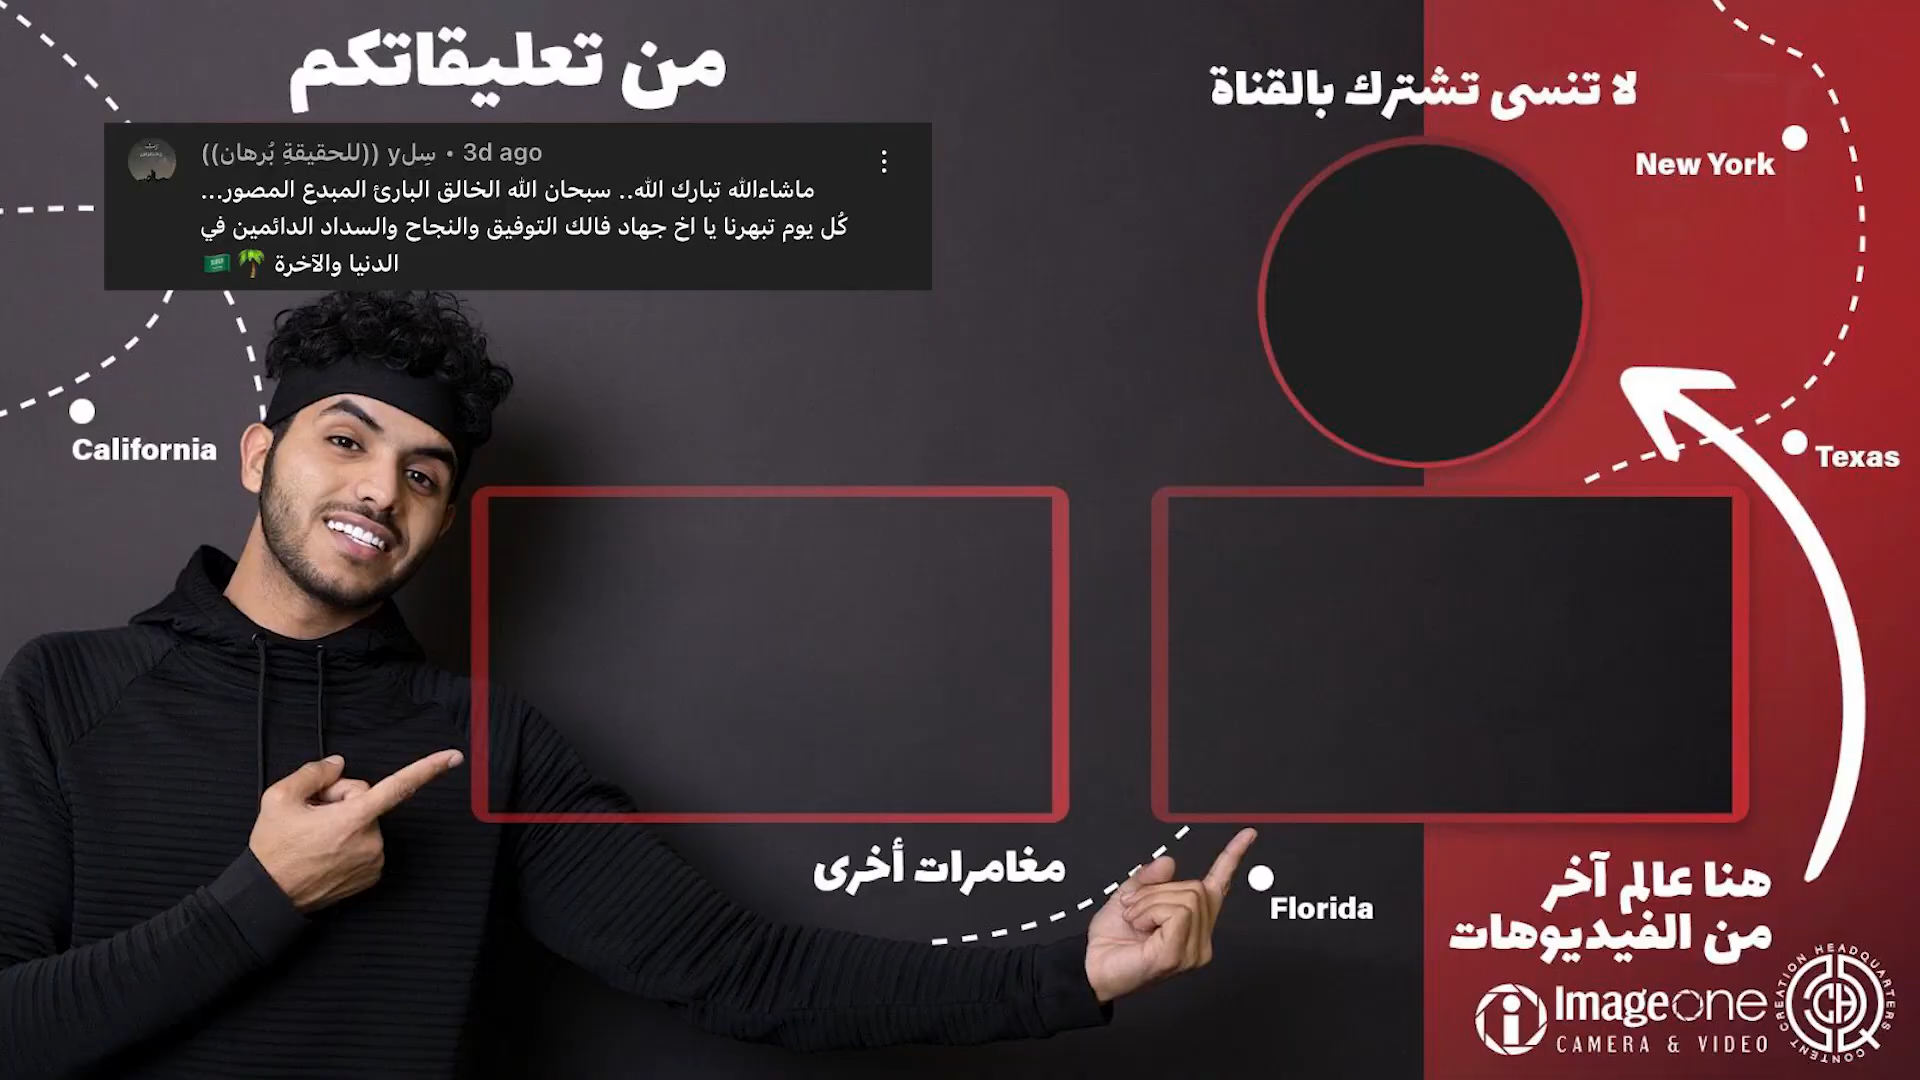 من تعليقاتكم
سِلy ((للحقيقةِ بُرهان)) • 3d ago
ماشاءالله تبارك الله.. سبحان الله الخالق البارئ المبدع المصور...
كُل يوم تبهرنا يا اخ جهاد فالك التوفيق والنجاح والسداد الدائمين في
الدنيا والآخرة 🌴🇸🇦
لا تنسى تشترك بالقناة
New York
California
Texas
مغامرات أخرى
Florida
هنا عالم آخر
من الفيديوهات
Imageone
CAMERA & VIDEO
CONTENT CREATION HEADQUARTERS
CHQ